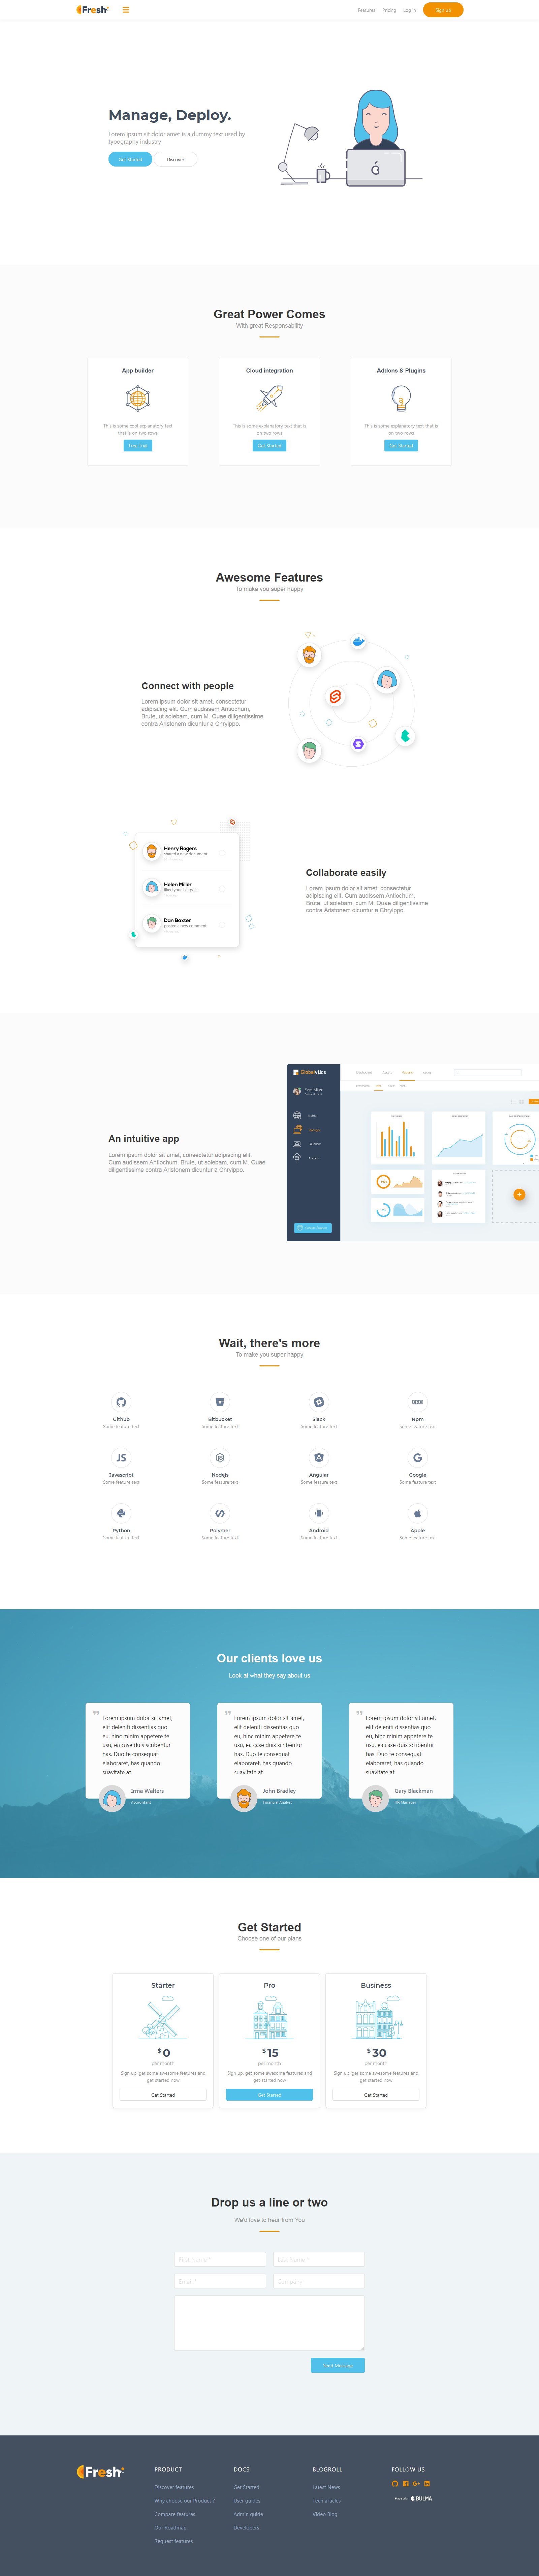 Fresh
Features
Pricing
Log in
Sign up
Manage, Deploy.
Lorem ipsum sit dolor amet is a dummy text used by
typography industry
Get Started
Discover
Great Power Comes
With great Responsability
App builder
Cloud integration
Addons & Plugins
This is some cool explanatory text
that is on two rows
This is some explanatory text that is
on two rows
This is some explanatory text that is
on two rows
Free Trial
Get Started
Get Started
Awesome Features
To make you super happy
Connect with people
Lorem ipsum dolor sit amet, consectetur
adipiscing elit. Cum audissem Antiochum,
Brute, ut solebam, cum M. Quae diligentissime
contra Aristonem dicuntur a Chryippo.
Henry Rogers
shared a new document
Helen Miller
liked your last post
Dan Baxter
posted a new comment
Collaborate easily
Lorem ipsum dolor sit amet, consectetur
adipiscing elit. Cum audissem Antiochum,
Brute, ut solebam, cum M. Quae diligentissime
contra Aristonem dicuntur a Chryippo.
An intuitive app
Lorem ipsum dolor sit amet, consectetur adipiscing elit.
Cum audissem Antiochum, Brute, ut solebam, cum M. Quae
diligentissime contra Aristonem dicuntur a Chryippo.
Globalytics
Wait, there's more
To make you super happy
Github
Some feature text
Bitbucket
Some feature text
Slack
Some feature text
Npm
Some feature text
Javascript
Some feature text
Nodejs
Some feature text
Angular
Some feature text
Google
Some feature text
Python
Some feature text
Polymer
Some feature text
Android
Some feature text
Apple
Some feature text
Our clients love us
Look at what they say about us
Lorem ipsum dolor sit amet,
elit deleniti dissentias quo
eu, hinc minim appetere te
usu, ea case duis scribentur
has. Duo te consequat
elaboraret, has quando
suavitate at.
Irma Walters
Accountant
Lorem ipsum dolor sit amet,
elit deleniti dissentias quo
eu, hinc minim appetere te
usu, ea case duis scribentur
has. Duo te consequat
elaboraret, has quando
suavitate at.
John Bradley
Financial Analyst
Lorem ipsum dolor sit amet,
elit deleniti dissentias quo
eu, hinc minim appetere te
usu, ea case duis scribentur
has. Duo te consequat
elaboraret, has quando
suavitate at.
Gary Blackman
HR Manager
Get Started
Choose one of our plans
Starter
$ 0
per month
Sign up, get some awesome features and
get started now
Get Started
Pro
$ 15
per month
Sign up, get some awesome features and
get started now
Get Started
Business
$ 30
per month
Sign up, get some awesome features and
get started now
Get Started
Drop us a line or two
We'd love to hear from You
First Name *
Last Name *
Email *
Company
Send Message
Fresh
PRODUCT
Discover features
Why choose our Product ?
Compare features
Our Roadmap
Request features
DOCS
Get Started
User guides
Admin guide
Developers
BLOGROLL
Latest News
Tech articles
Video Blog
FOLLOW US
Made with BULMA